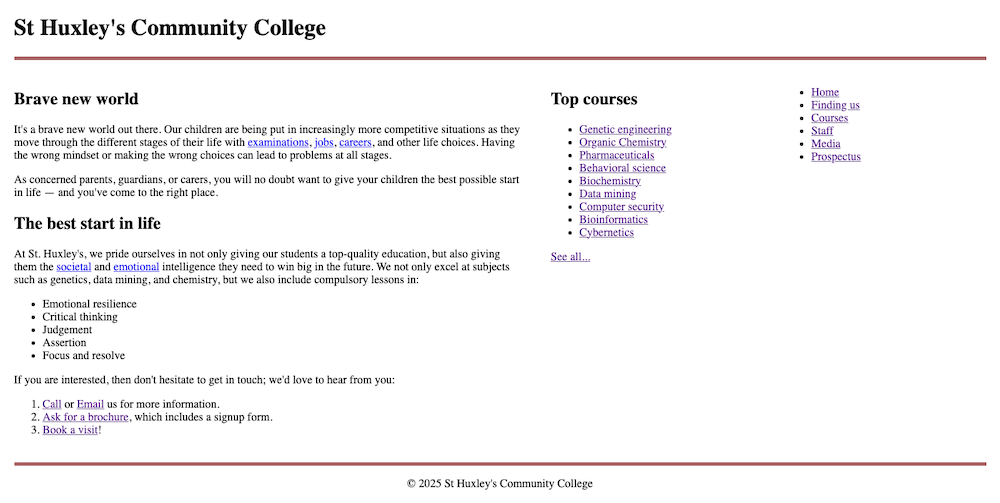 St Huxley's Community College
Brave new world
It's a brave new world out there. Our children are being put in increasingly more competitive situations as they
move through the different stages of their life with examinations, jobs, careers, and other life choices. Having
the wrong mindset or making the wrong choices can lead to problems at all stages.
As concerned parents, guardians, or carers, you will no doubt want to give your children the best possible start
in life — and you've come to the right place.
The best start in life
At St. Huxley's, we pride ourselves in not only giving our students a top-quality education, but also giving
them the societal and emotional intelligence they need to win big in the future. We not only excel at subjects
such as genetics, data mining, and chemistry, but we also include compulsory lessons in:
• Emotional resilience
• Critical thinking
• Judgement
• Assertion
• Focus and resolve
If you are interested, then don't hesitate to get in touch; we'd love to hear from you:
1. Call or Email us for more information.
2. Ask for a brochure, which includes a signup form.
3. Book a visit!
Top courses
• Genetic engineering
• Organic Chemistry
• Pharmaceuticals
• Behavioral science
• Biochemistry
• Data mining
• Computer security
• Bioinformatics
• Cybernetics
See all...
• Home
• Finding us
• Courses
• Staff
• Media
• Prospectus
© 2025 St Huxley's Community College